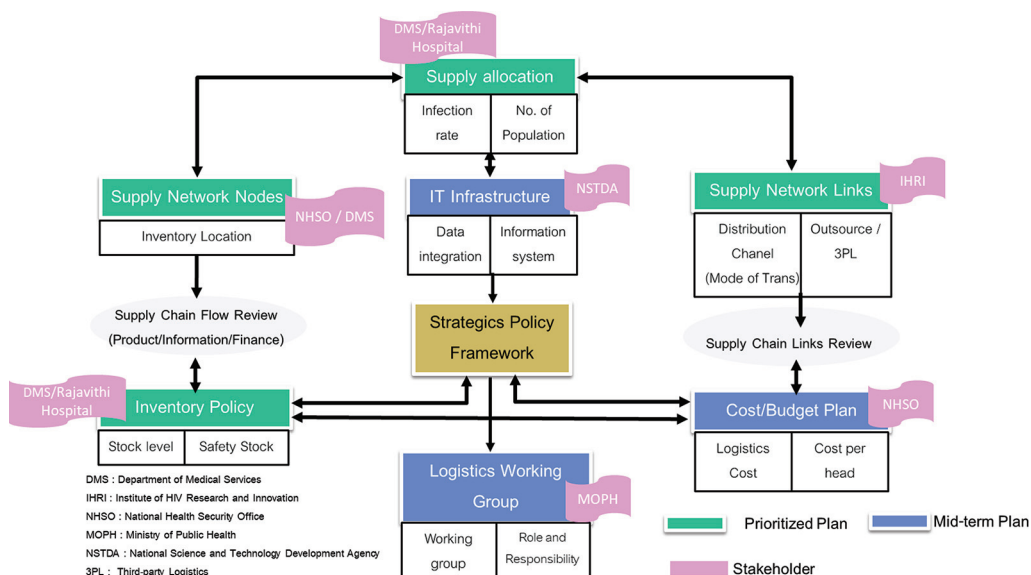 DMS/Rajavithi
Hospital
Supply allocation
Infection
rate
No. of
Population
Supply Network Nodes
NHSO / DMS
Inventory Location
IT Infrastructure
NSTDA
Data
integration
Information
system
Supply Network Links
IHRI
Distribution
Chanel
(Mode of Trans)
Outsource /
3PL
Supply Chain Flow Review
(Product/Information/Finance)
Strategics Policy
Framework
Supply Chain Links Review
DMS/Rajavithi
Hospital
Inventory Policy
Stock level
Safety Stock
Cost/Budget Plan
NHSO
Logistics
Cost
Cost per
head
Logistics Working
Group
MOPH
Working
group
Role and
Responsibility
DMS : Department of Medical Services
IHRI : Institute of HIV Research and Innovation
NHSO : National Health Security Office
MOPH : Ministry of Public Health
NSTDA : National Science and Technology Development Agency
3PL : Third-party Logistics
Prioritized Plan
Mid-term Plan
Stakeholder